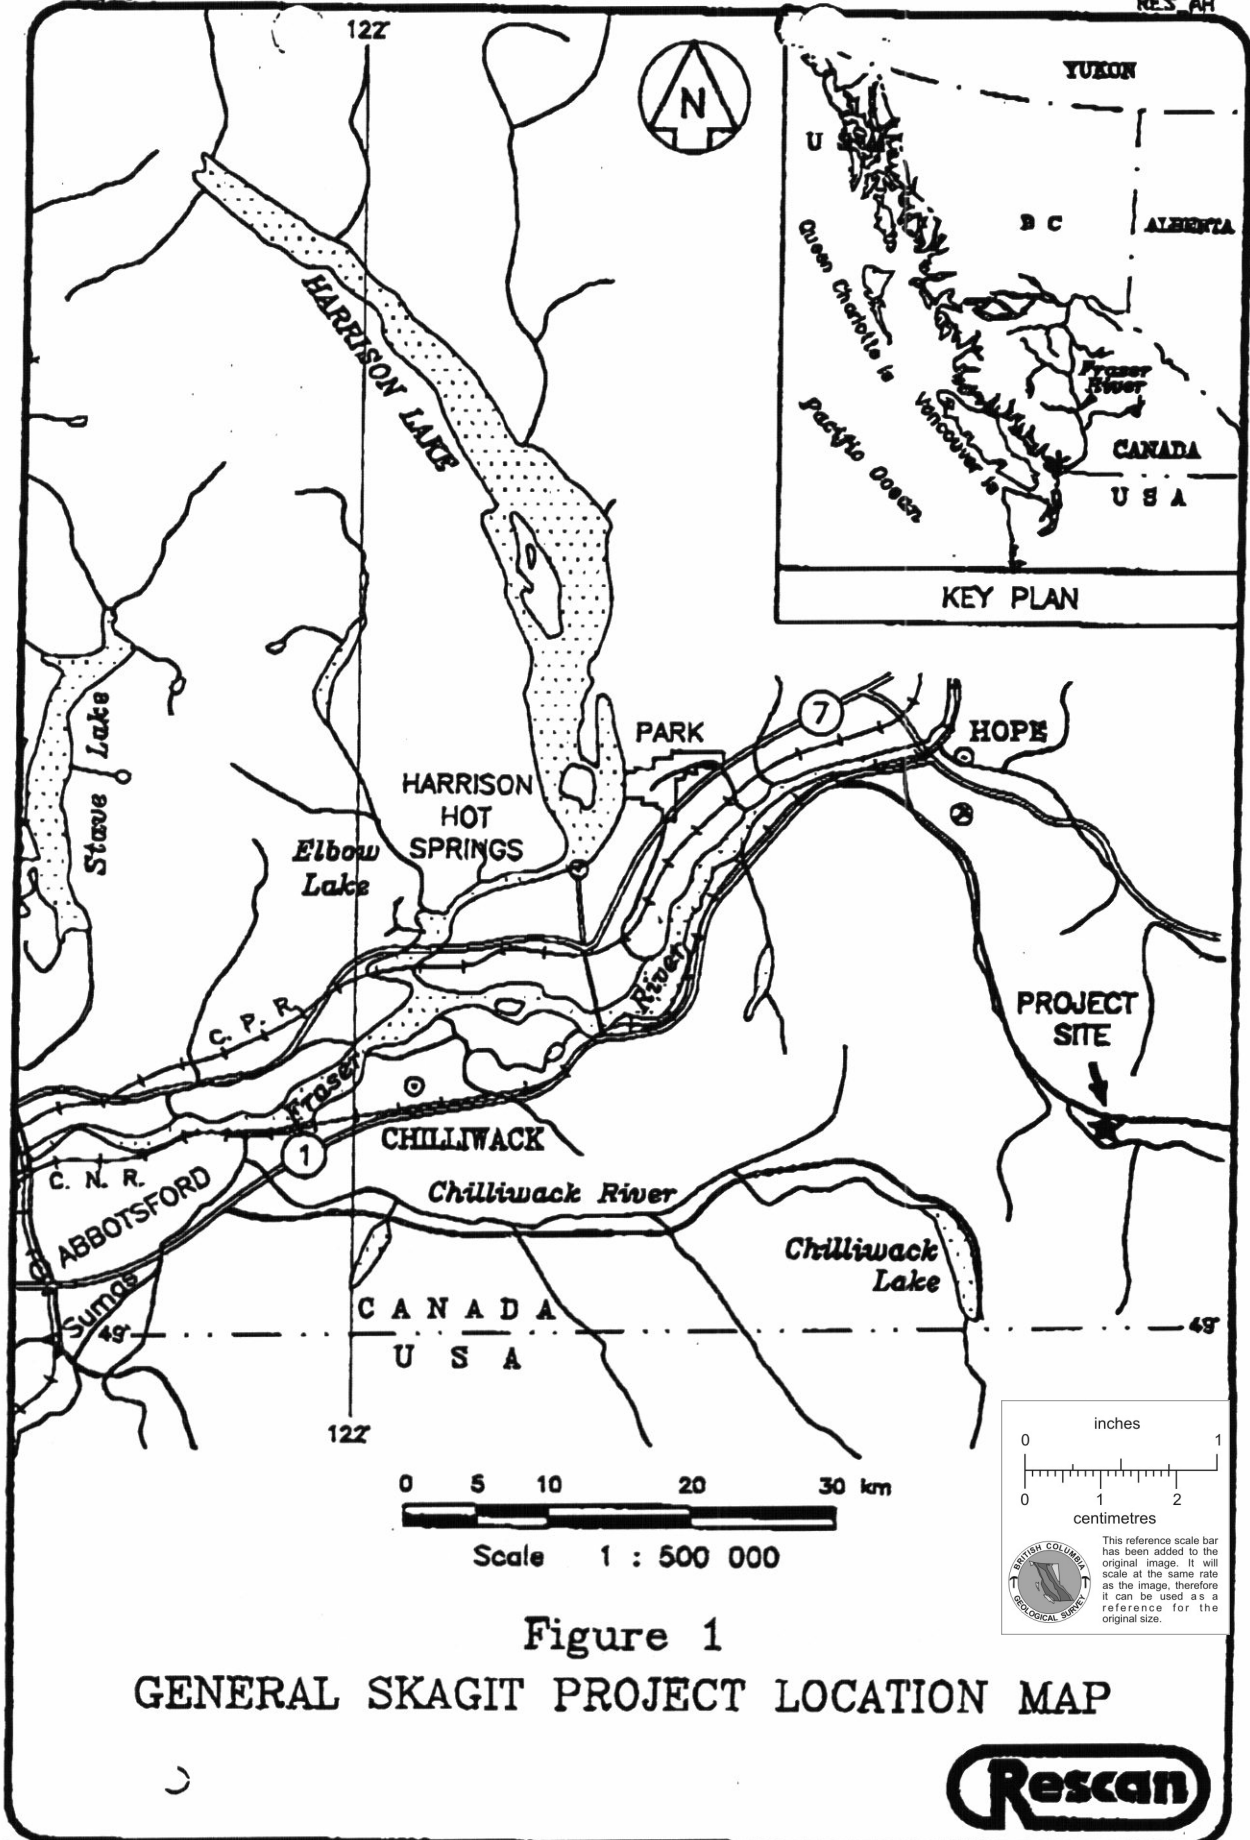 RES AH
122°
N
YUKON
U S
B C
ALBERTA
Queen Charlotte is
Fraser
River
Pacific Ocean
Vancouver is
CANADA
U S A
KEY PLAN
HARRISON LAKE
Stave Lake
PARK
7
HOPE
HARRISON
HOT
SPRINGS
Elbow
Lake
River
PROJECT
SITE
C. P. R.
Fraser
CHILLIWACK
1
C. N. R.
ABBOTSFORD
Chilliwack River
Chilliwack
Lake
Sumas
CANADA
49°
49°
U S A
122°
0 5 10 20 30 km
Scale 1 : 500 000
inches
0 1
0 1 2
centimetres
BRITISH COLUMBIA
GEOLOGICAL SURVEY
This reference scale bar
has been added to the
original image. It will
scale at the same rate
as the image, therefore
it can be used as a
reference for the
original size.
Figure 1
GENERAL SKAGIT PROJECT LOCATION MAP
Rescan